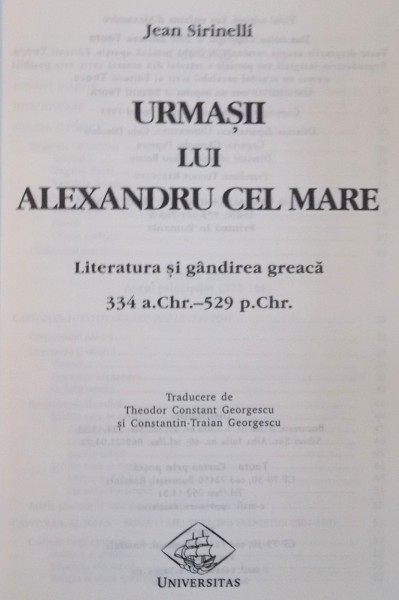 Jean Sirinelli
URMAȘII
LUI
ALEXANDRU CEL MARE
Literatura și gândirea greacă
334 a.Chr.–529 p.Chr.
Traducere de
Theodor Constant Georgescu
și Constantin-Traian Georgescu
UNIVERSITAS